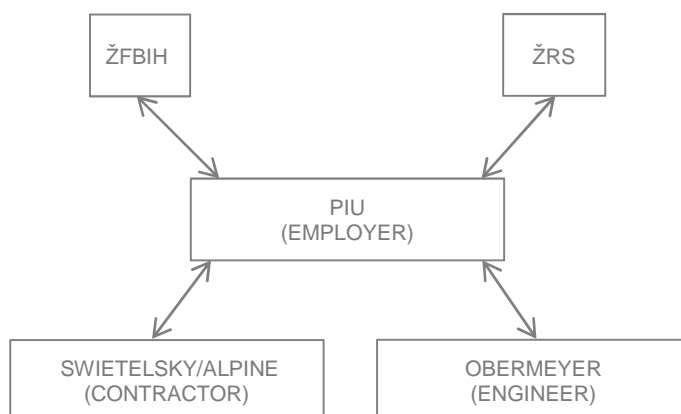 ŽFBIH
ŽRS
PIU
(EMPLOYER)
SWIETELSKY/ALPINE
(CONTRACTOR)
OBERMEYER
(ENGINEER)